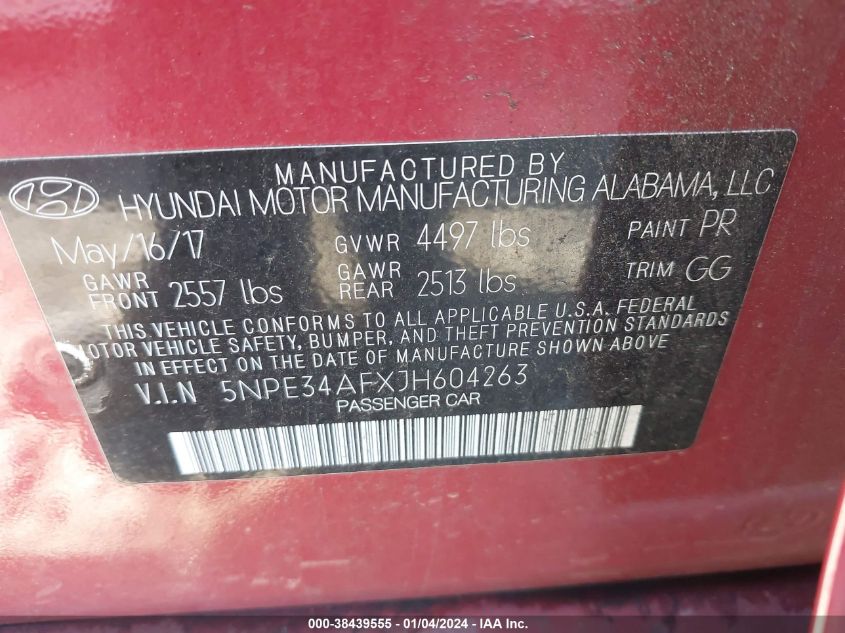 MANUFACTURED BY
HYUNDAI MOTOR MANUFACTURING ALABAMA, LLC
May/16/17 GVWR 4497 lbs PAINT PR
GAWR FRONT 2557 lbs GAWR REAR 2513 lbs TRIM GG
THIS VEHICLE CONFORMS TO ALL APPLICABLE U.S.A. FEDERAL
MOTOR VEHICLE SAFETY, BUMPER, AND THEFT PREVENTION STANDARDS
IN EFFECT ON THE DATE OF MANUFACTURE SHOWN ABOVE
V.I.N 5NPE34AFXJH604263
PASSENGER CAR
000-38439555 - 01/04/2024 - IAA Inc.